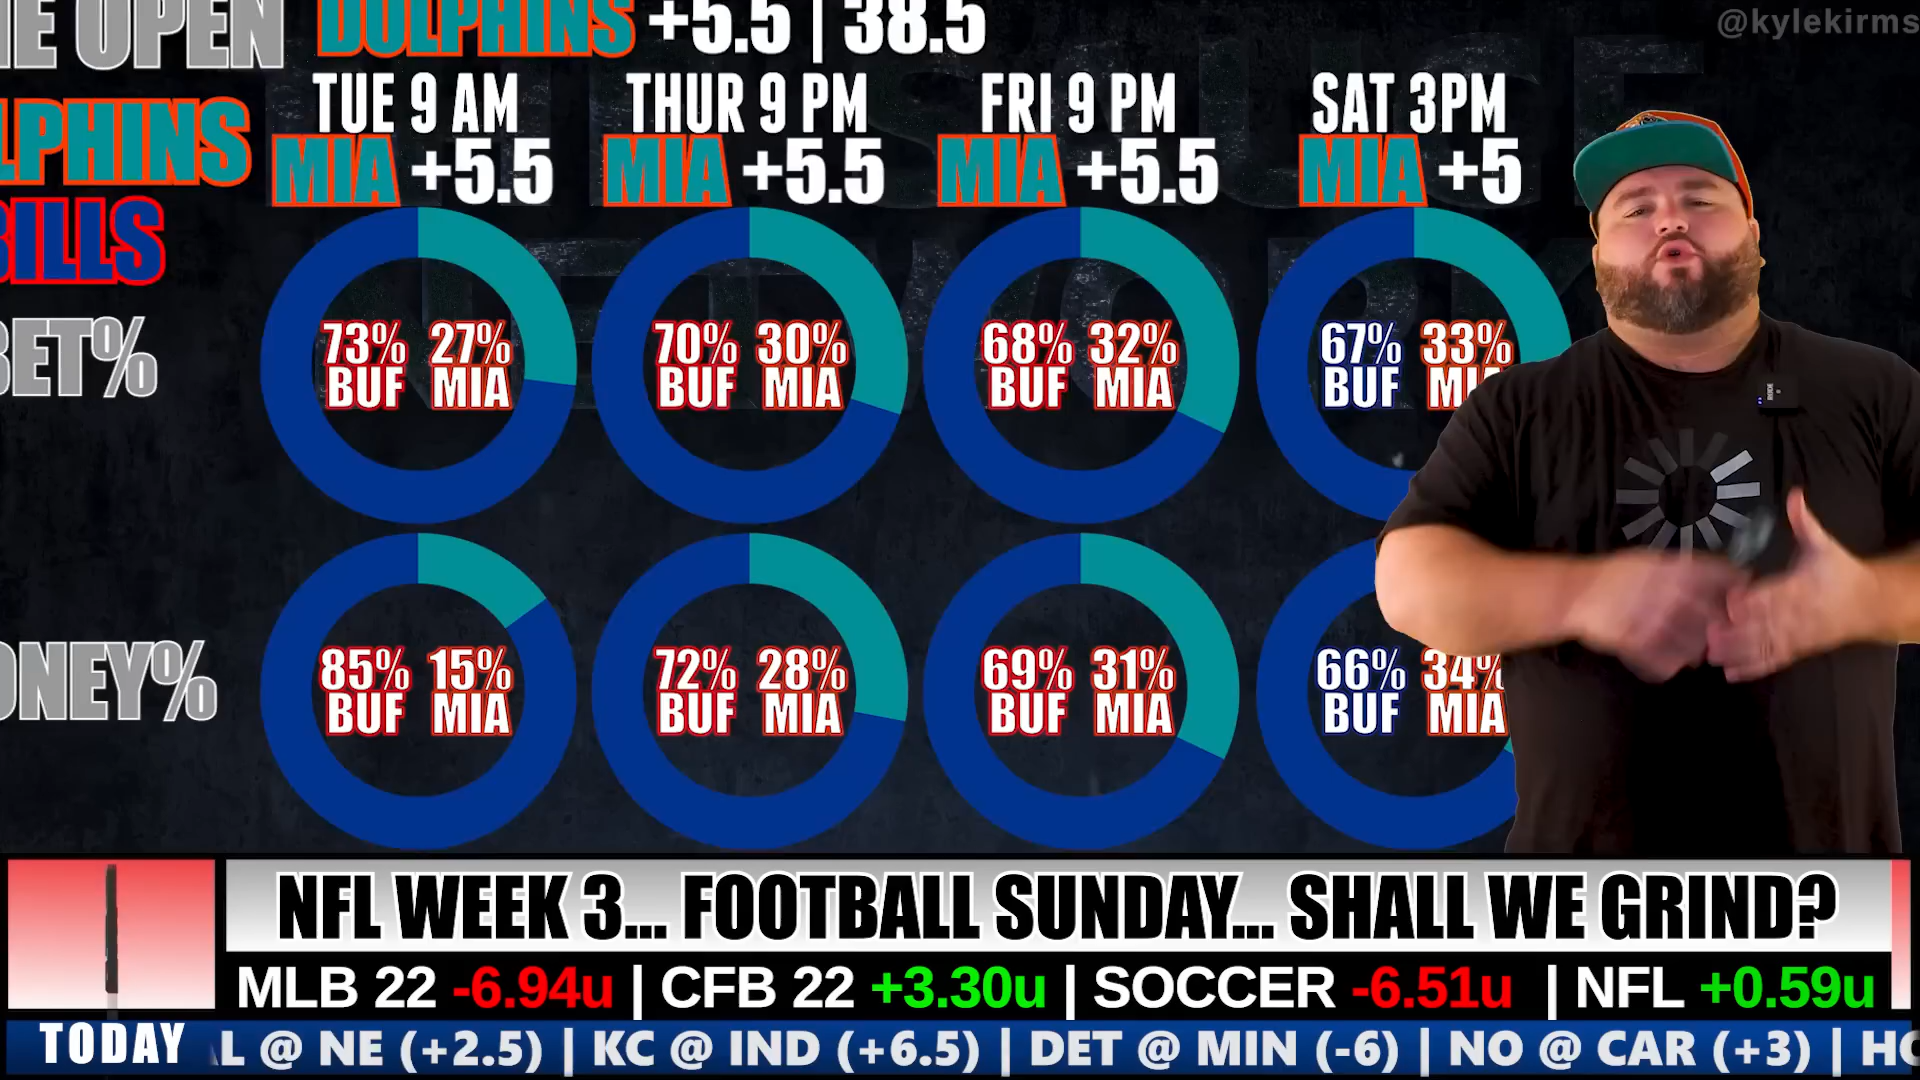 @kylekirms
E OPEN DOLPHINS +5.5 | 38.5
TUE 9 AM THUR 9 PM FRI 9 PM SAT 3PM
LPHINS MIA +5.5 MIA +5.5 MIA +5.5 MIA +5
BILLS
BET% 73% 27% 70% 30% 68% 32% 67% 33%
BUF MIA BUF MIA BUF MIA BUF MIA
ONEY% 85% 15% 72% 28% 69% 31% 66% 34%
BUF MIA BUF MIA BUF MIA BUF MIA
NFL WEEK 3... FOOTBALL SUNDAY... SHALL WE GRIND?
MLB 22 -6.94u | CFB 22 +3.30u | SOCCER -6.51u | NFL +0.59u
TODAY L @ NE (+2.5) | KC @ IND (+6.5) | DET @ MIN (-6) | NO @ CAR (+3) | HO